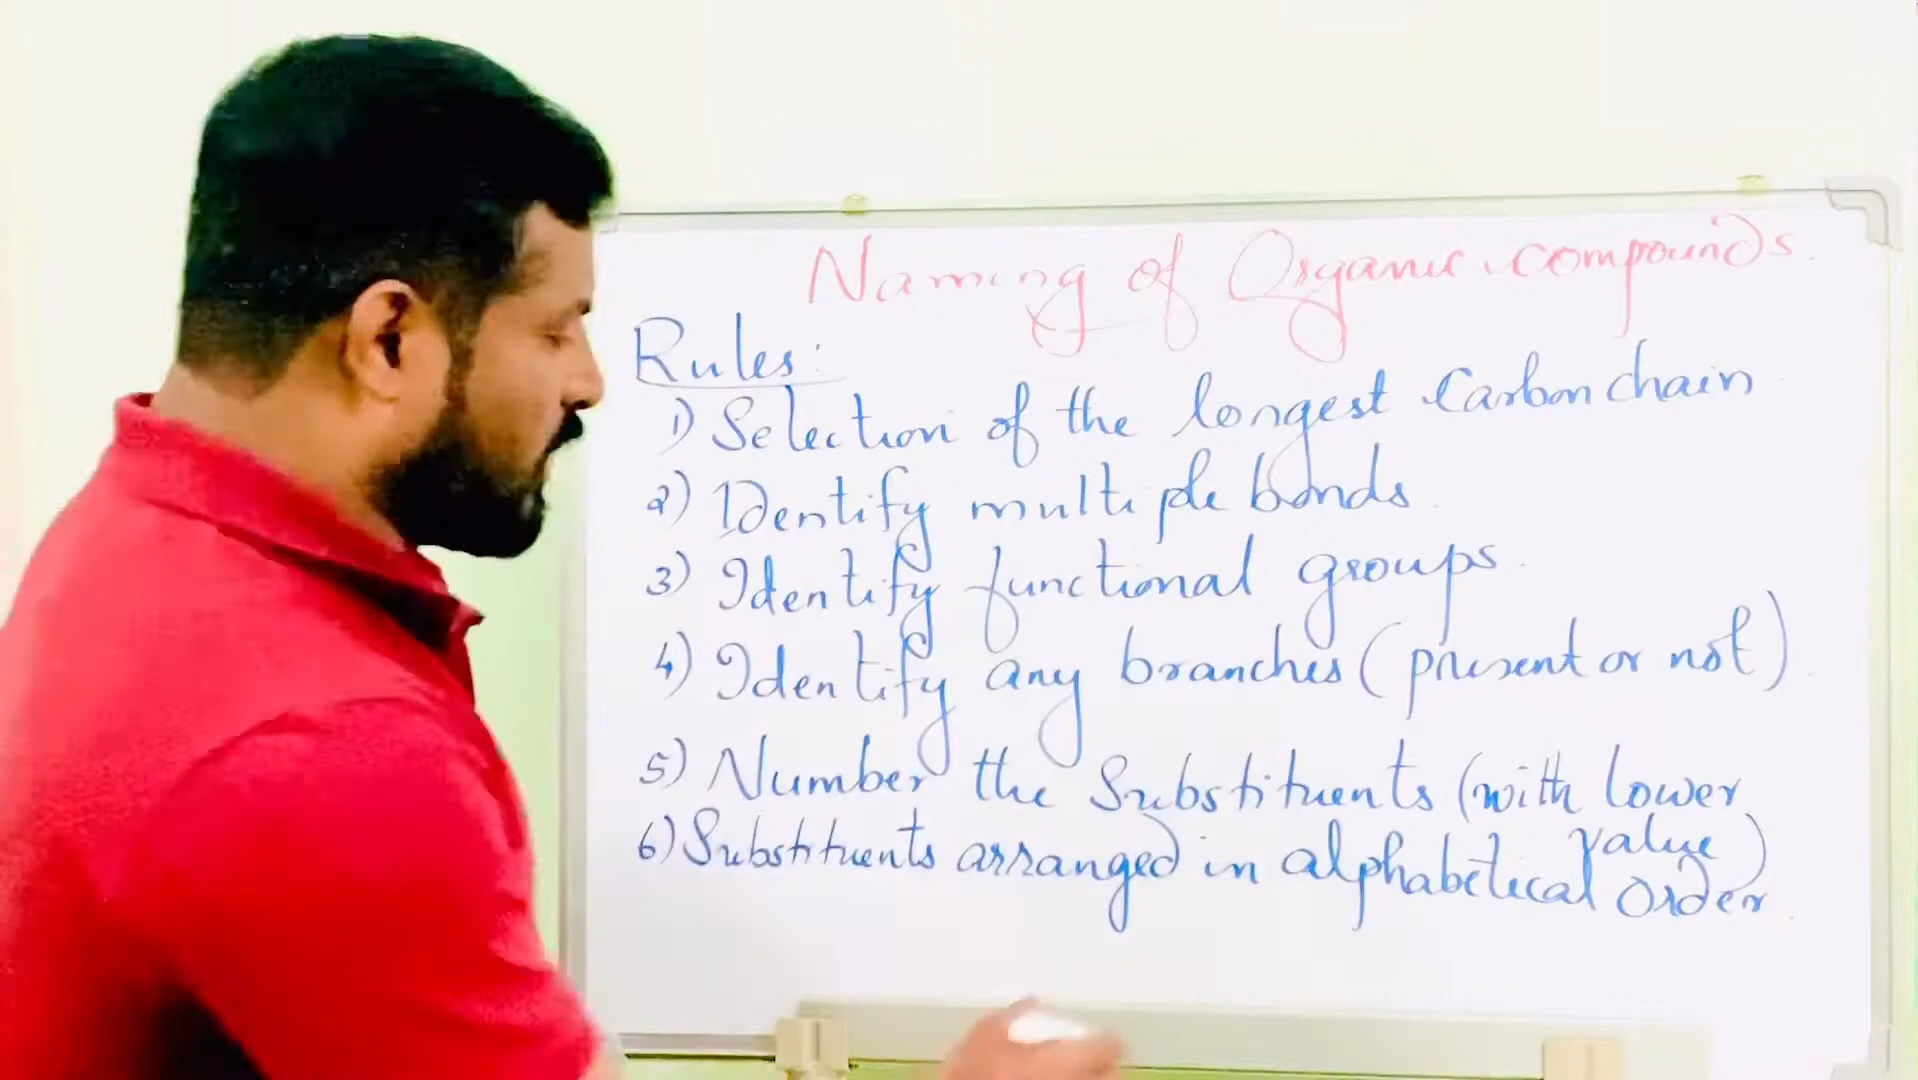 Naming of Organic compounds.
Rules:
1) Selection of the longest Carbon chain
2) Identify multiple bonds.
3) Identify functional groups.
4) Identify any branches (present or not)
5) Number the Substituents (with lower
value)
6) Substituents arranged in alphabetical order